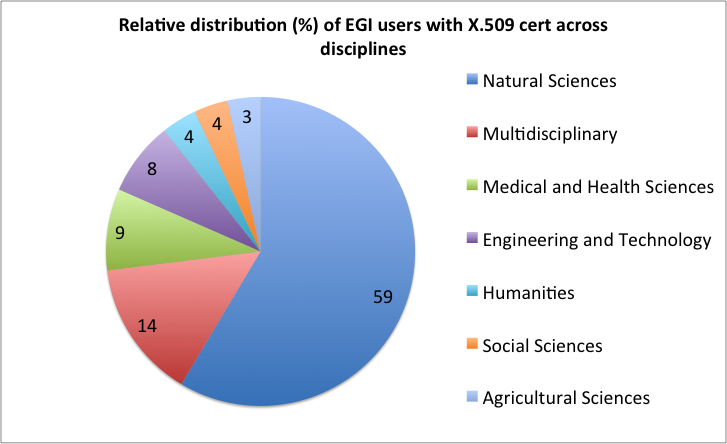 Relative distribution (%) of EGI users with X.509 cert across
disciplines
Natural Sciences
Multidisciplinary
Medical and Health Sciences
Engineering and Technology
Humanities
Social Sciences
Agricultural Sciences
59
14
9
8
4
4
3